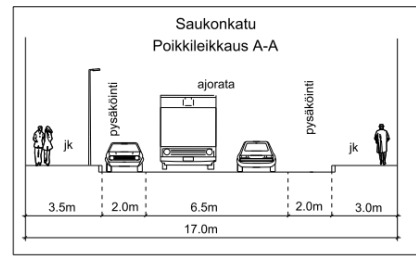 Saukonkatu
Poikkileikkaus A-A
pysäköinti
ajorata
pysäköinti
jk
jk
3.5m
2.0m
6.5m
2.0m
3.0m
17.0m